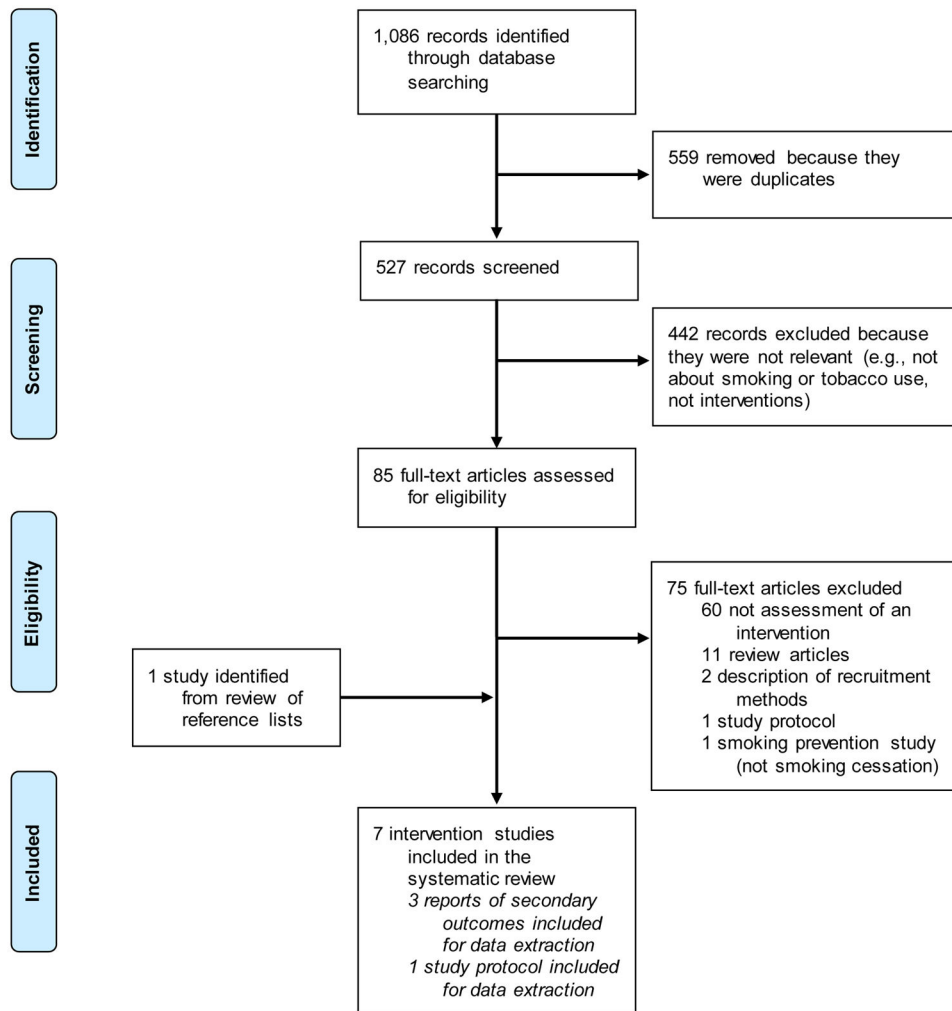 Identification
1,086 records identified
through database
searching
559 removed because they
were duplicates
Screening
527 records screened
442 records excluded because
they were not relevant (e.g., not
about smoking or tobacco use,
not interventions)
85 full-text articles assessed
for eligibility
Eligibility
75 full-text articles excluded
60 not assessment of an
intervention
11 review articles
2 description of recruitment
methods
1 study protocol
1 smoking prevention study
(not smoking cessation)
1 study identified
from review of
reference lists
Included
7 intervention studies
included in the
systematic review
3 reports of secondary
outcomes included
for data extraction
1 study protocol included
for data extraction